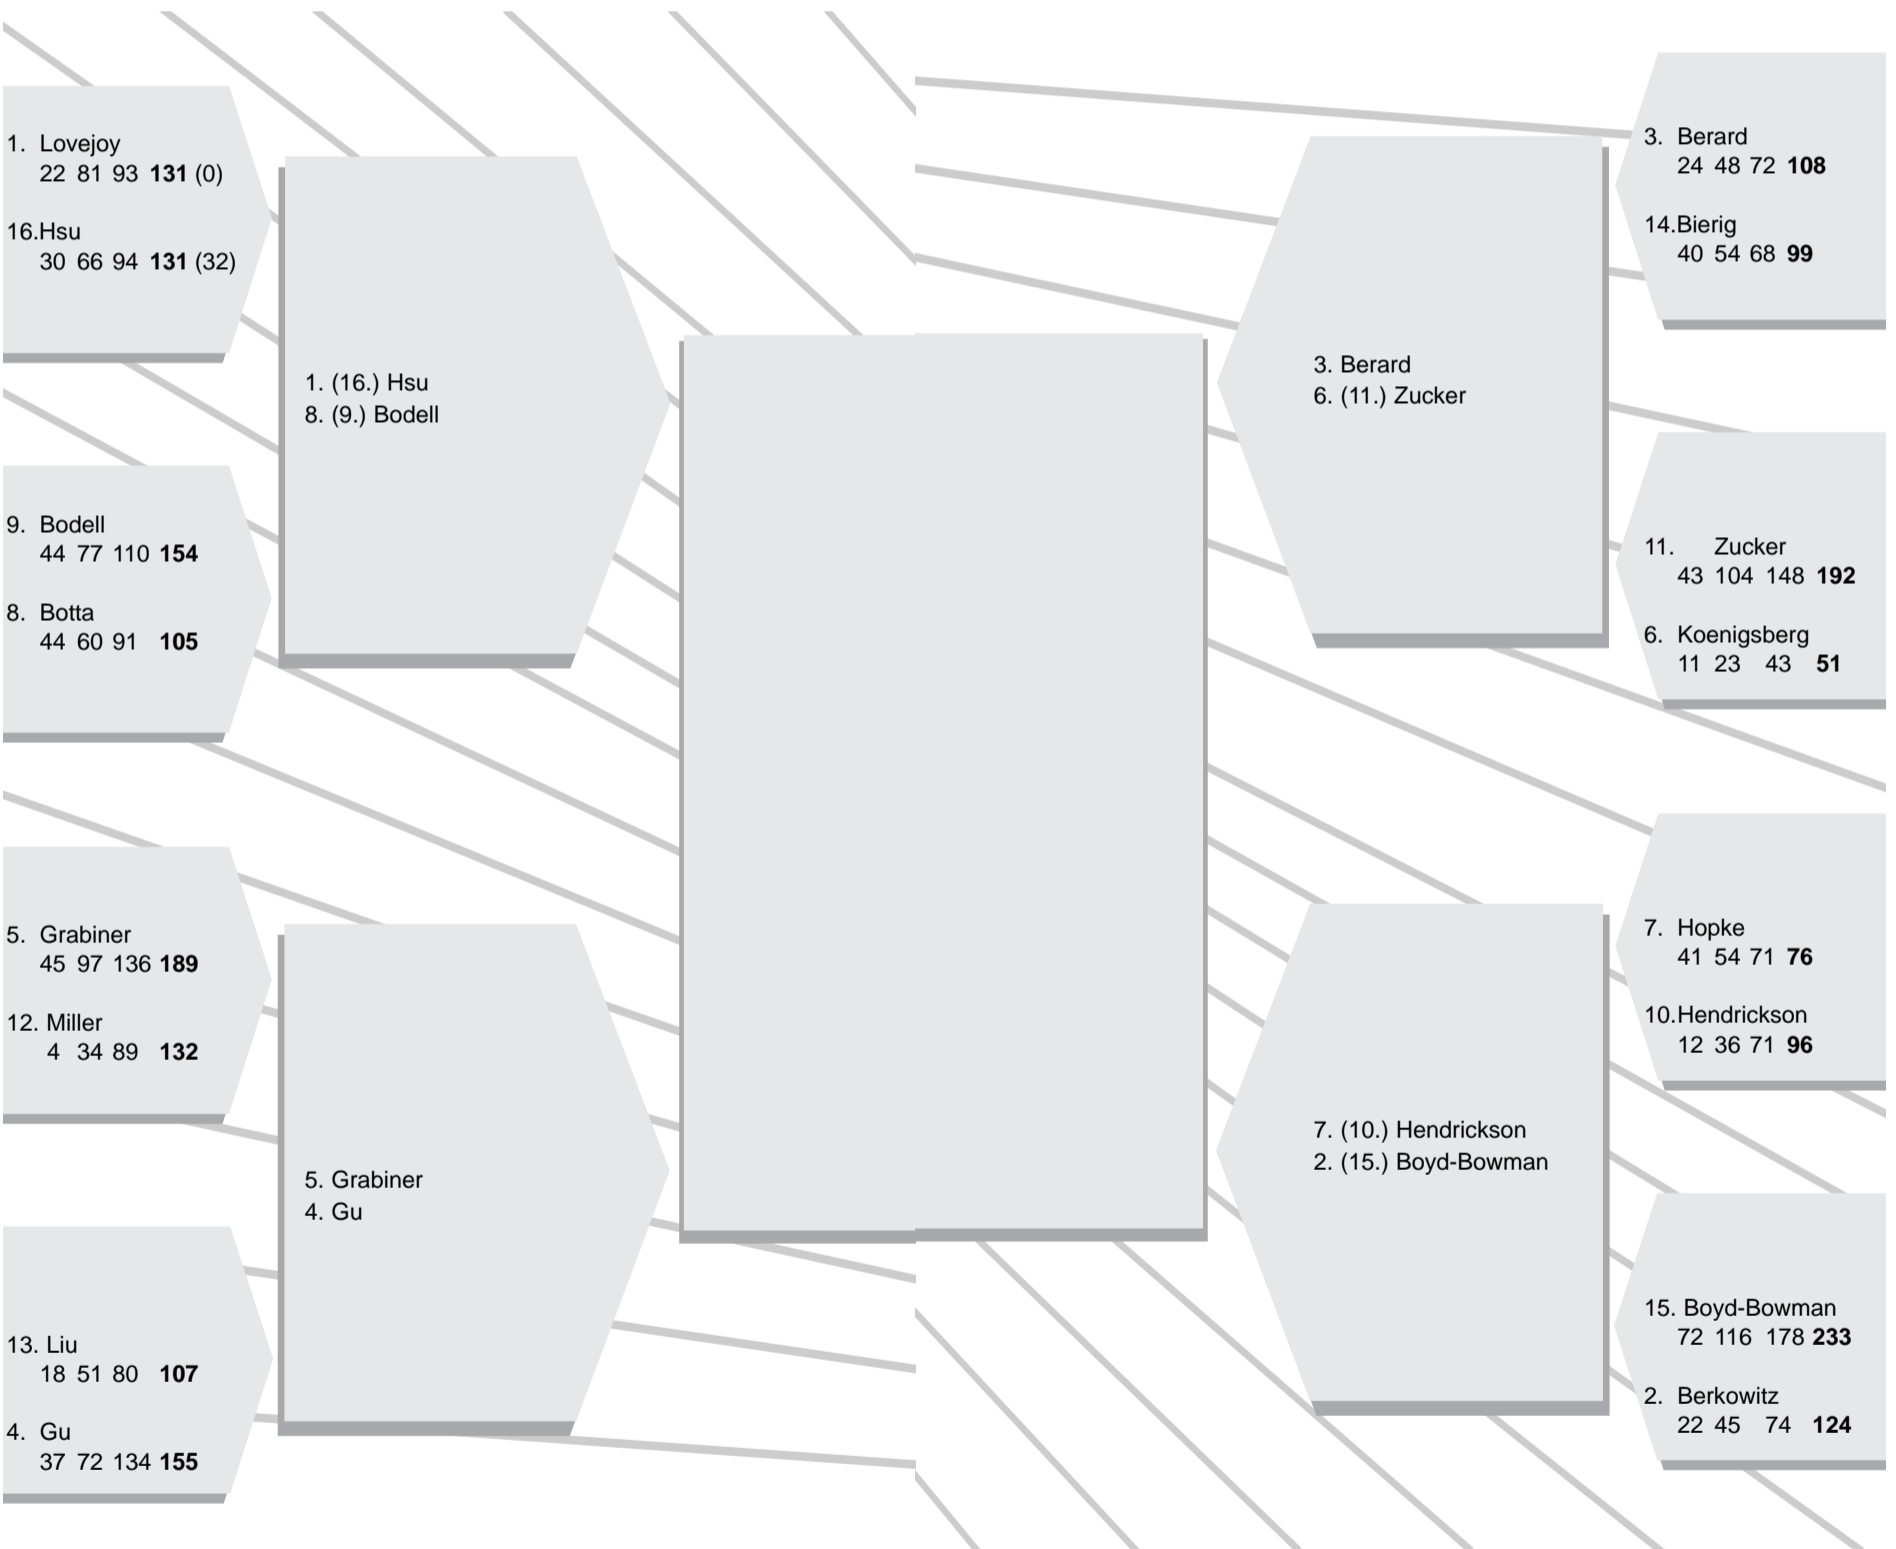 1. Lovejoy
22 81 93 131 (0)
16.Hsu
30 66 94 131 (32)
9. Bodell
44 77 110 154
8. Botta
44 60 91 105
5. Grabiner
45 97 136 189
12. Miller
4 34 89 132
13. Liu
18 51 80 107
4. Gu
37 72 134 155
1. (16.) Hsu
8. (9.) Bodell
5. Grabiner
4. Gu
3. Berard
6. (11.) Zucker
7. (10.) Hendrickson
2. (15.) Boyd-Bowman
3. Berard
24 48 72 108
14.Bierig
40 54 68 99
11. Zucker
43 104 148 192
6. Koenigsberg
11 23 43 51
7. Hopke
41 54 71 76
10.Hendrickson
12 36 71 96
15. Boyd-Bowman
72 116 178 233
2. Berkowitz
22 45 74 124